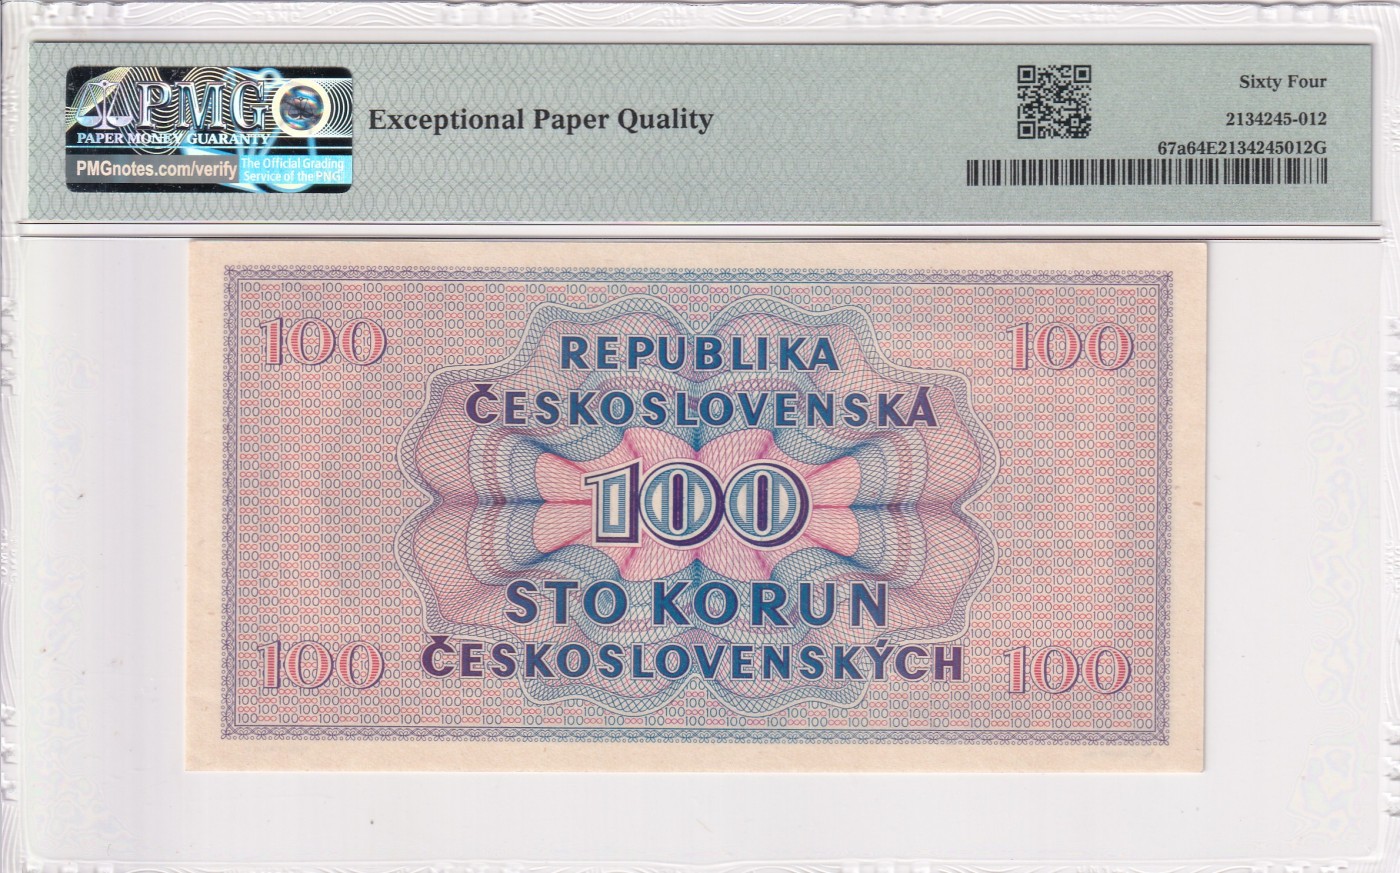 PMG
PAPER MONEY GUARANTY
PMGnotes.com/verify
The Official Grading
Service of the PNG
Exceptional Paper Quality
Sixty Four
2134245-012
67a64E2134245012G
100
100
REPUBLIKA
ČESKOSLOVENSKÁ
100
STO KORUN
ČESKOSLOVENSKÝCH
100
100